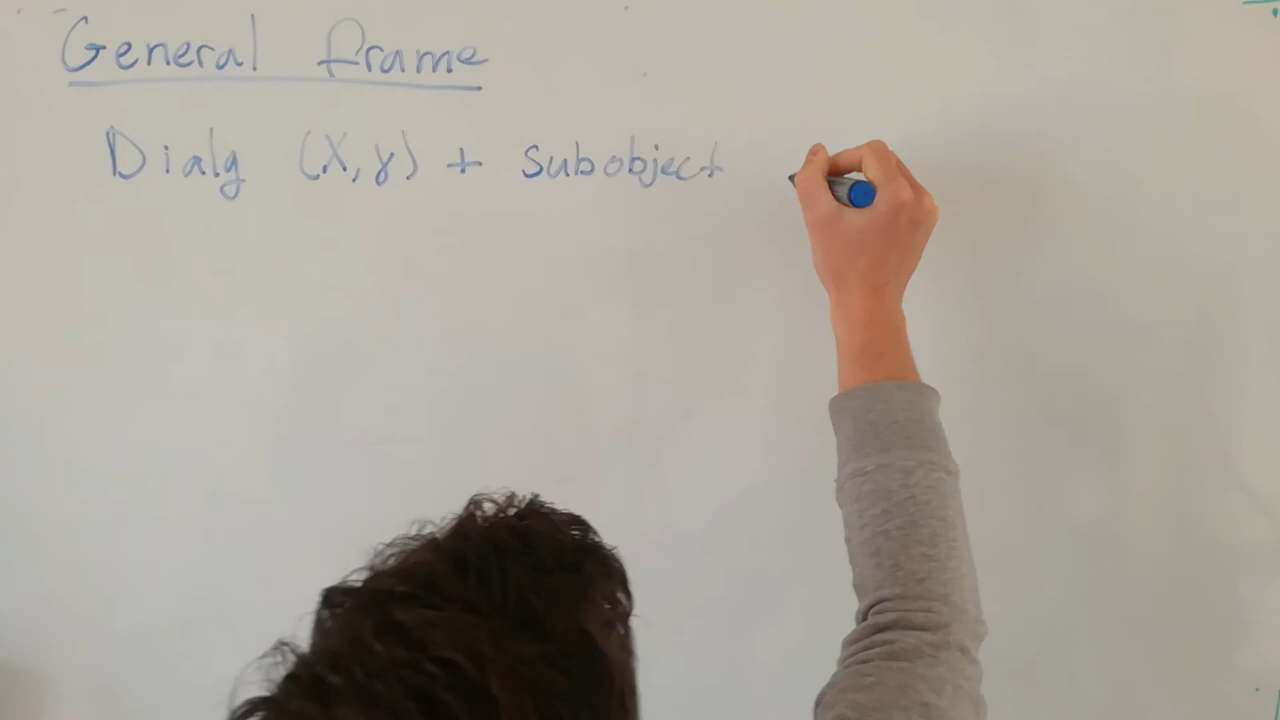 General frame
Dialg (X, γ) + subobject